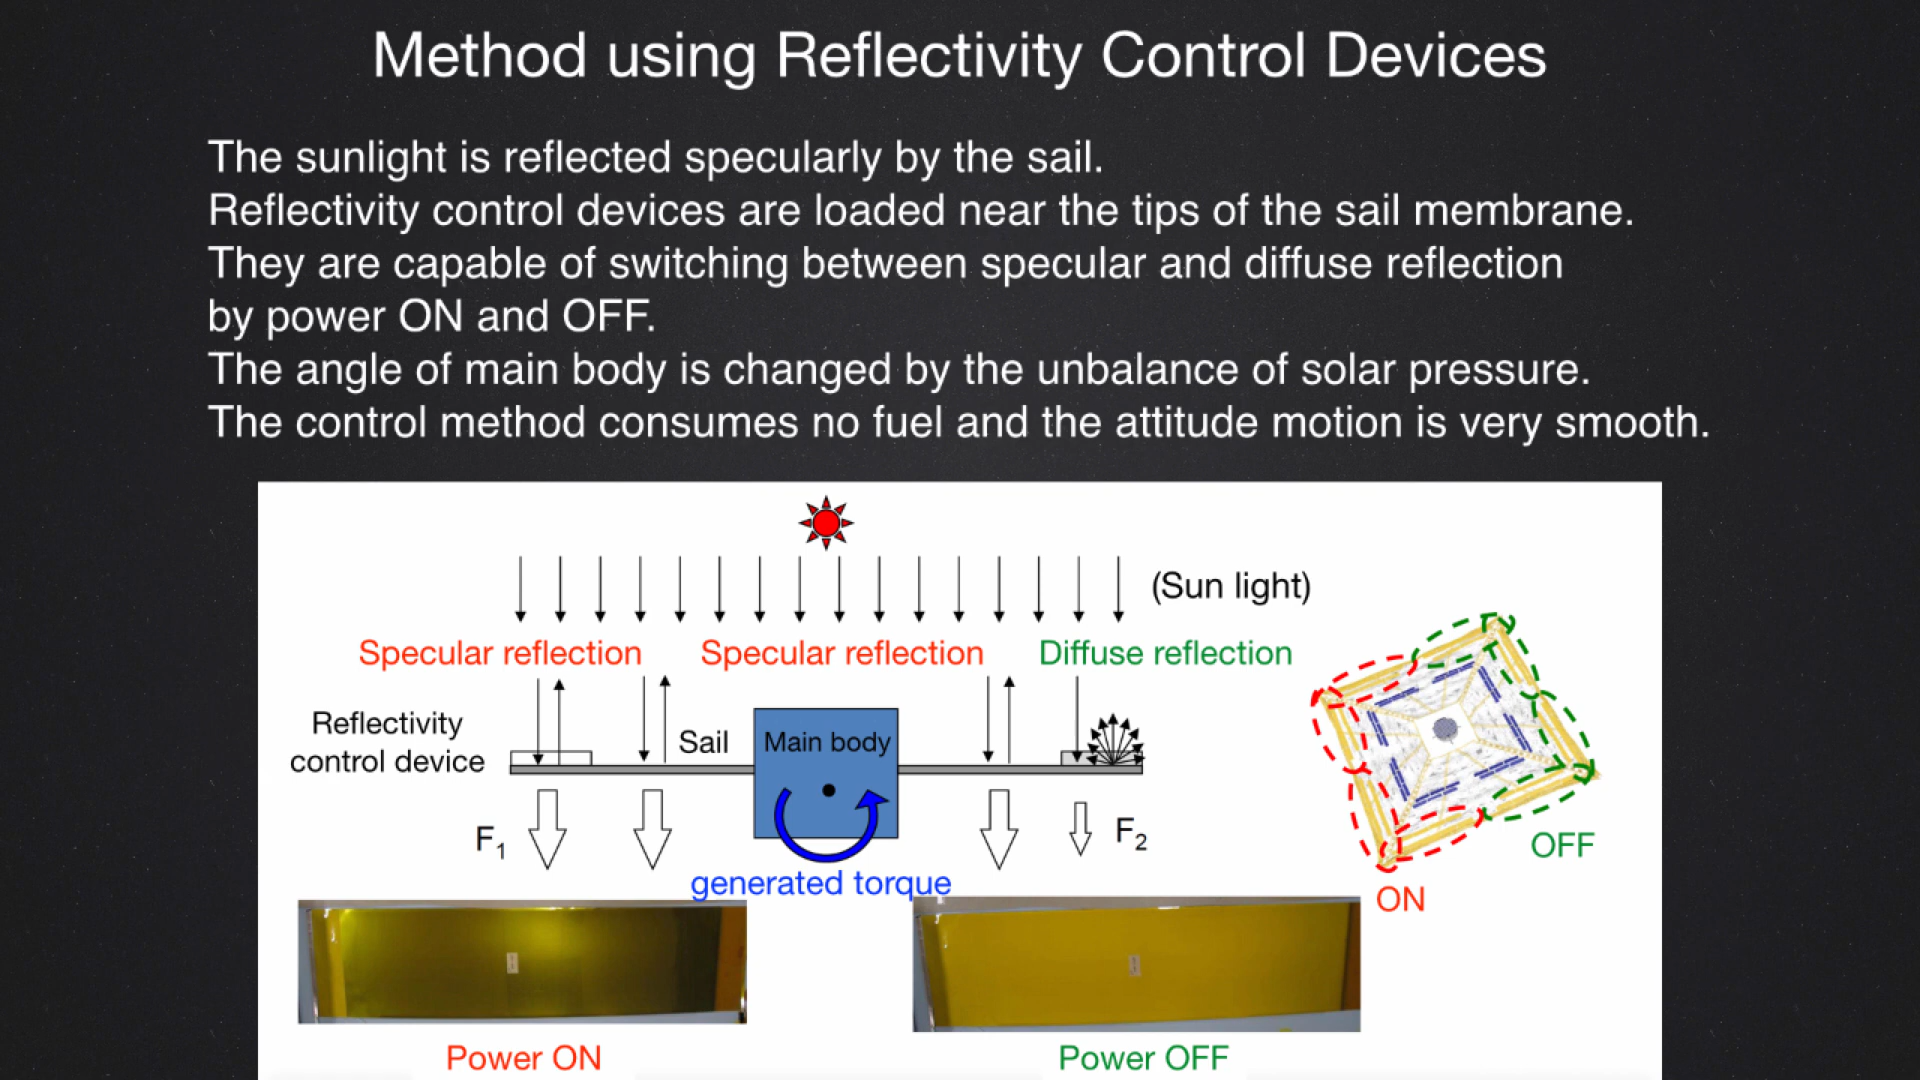 Method using Reflectivity Control Devices
The sunlight is reflected specularly by the sail.
Reflectivity control devices are loaded near the tips of the sail membrane.
They are capable of switching between specular and diffuse reflection
by power ON and OFF.
The angle of main body is changed by the unbalance of solar pressure.
The control method consumes no fuel and the attitude motion is very smooth.
(Sun light)
Specular reflection
Specular reflection
Diffuse reflection
Reflectivity
control device
Sail
Main body
F1
F2
generated torque
OFF
ON
Power ON
Power OFF